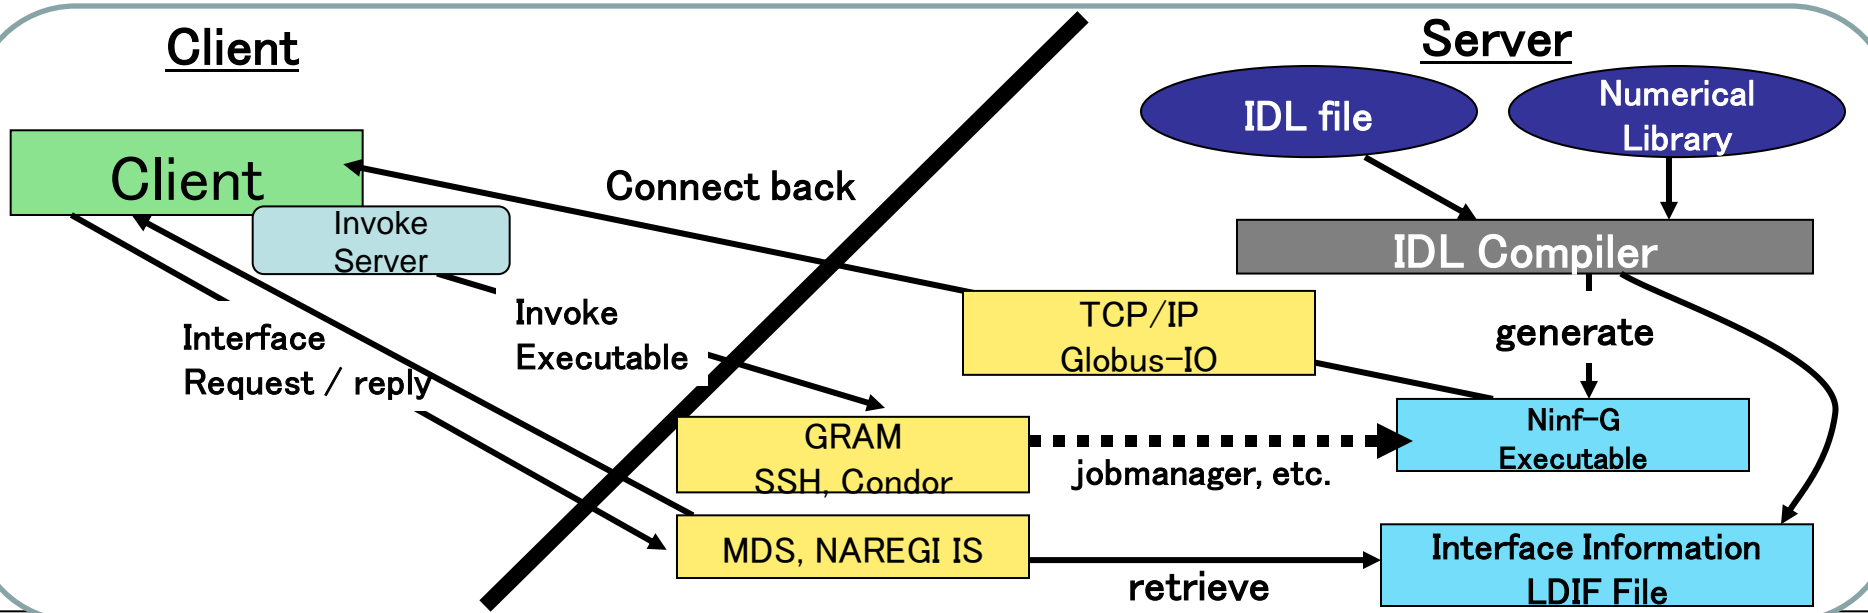 Client
Server
IDL file
Numerical
Library
Client
Connect back
Invoke
Server
IDL Compiler
Invoke
Executable
TCP/IP
Globus-IO
generate
Interface
Request / reply
GRAM
SSH, Condor
jobmanager, etc.
Ninf-G
Executable
MDS, NAREGI IS
retrieve
Interface Information
LDIF File